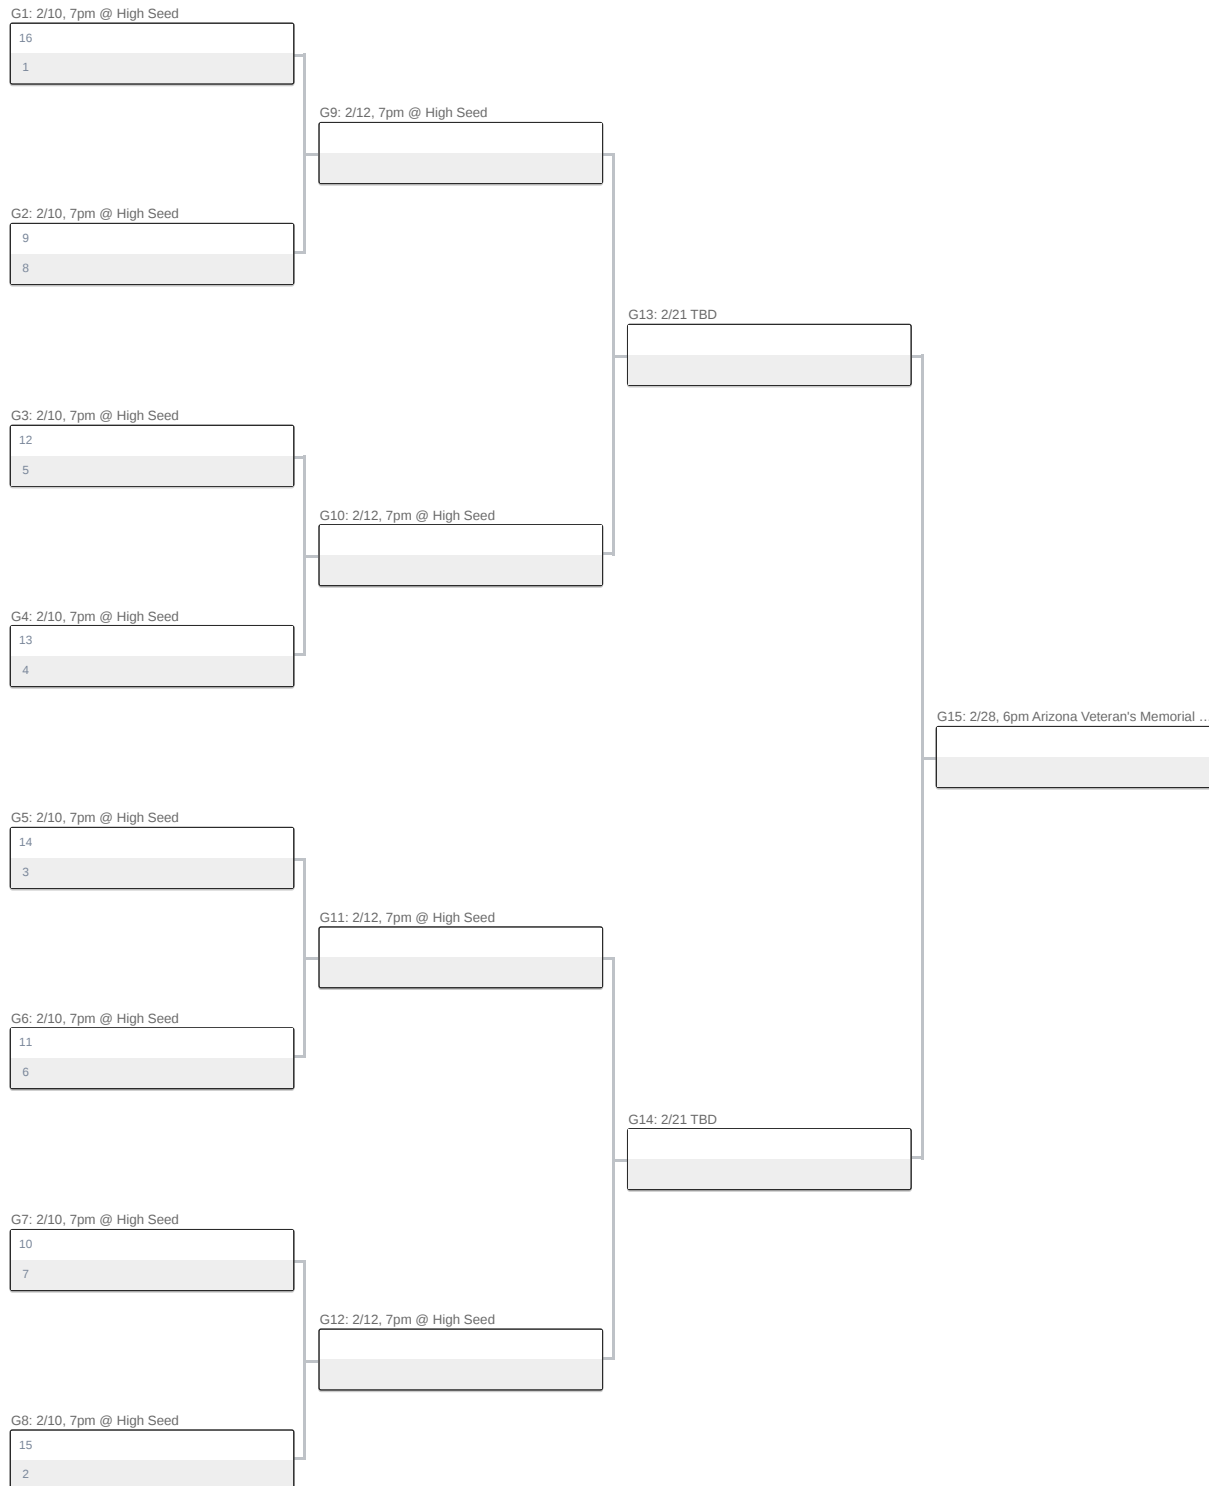 G1: 2/10, 7pm @ High Seed
16
1
G9: 2/12, 7pm @ High Seed
G2: 2/10, 7pm @ High Seed
9
8
G13: 2/21 TBD
G3: 2/10, 7pm @ High Seed
12
5
G10: 2/12, 7pm @ High Seed
G4: 2/10, 7pm @ High Seed
13
4
G15: 2/28, 6pm Arizona Veteran's Memorial ...
G5: 2/10, 7pm @ High Seed
14
3
G11: 2/12, 7pm @ High Seed
G6: 2/10, 7pm @ High Seed
11
6
G14: 2/21 TBD
G7: 2/10, 7pm @ High Seed
10
7
G12: 2/12, 7pm @ High Seed
G8: 2/10, 7pm @ High Seed
15
2